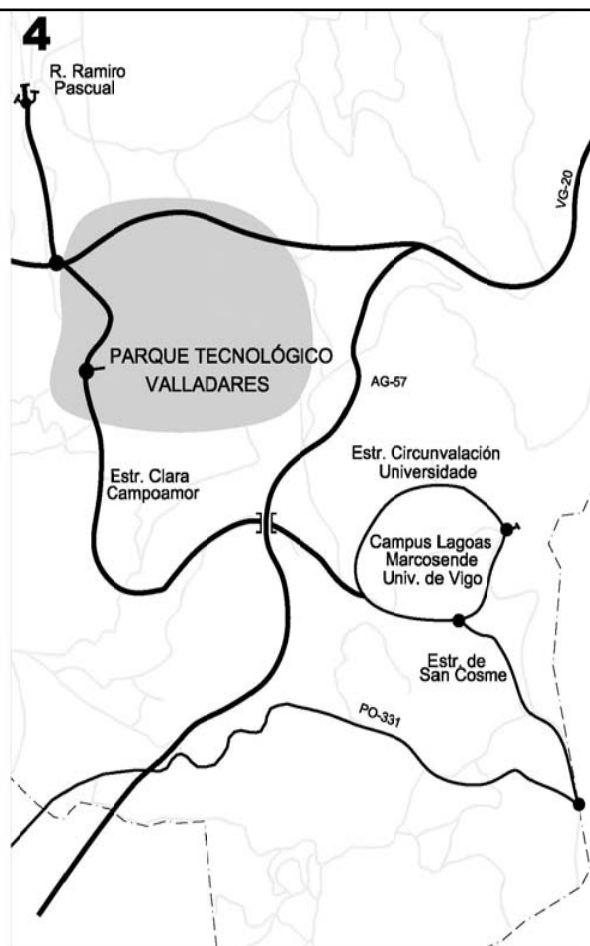 4
R. Ramiro
Pascual
VG-20
PARQUE TECNOLÓGICO
VALLADARES
AG-57
Estr. Circunvalación
Universidade
Estr. Clara
Campoamor
Campus Lagoas
Marcosende
Univ. de Vigo
Estr. de
San Cosme
PO-331